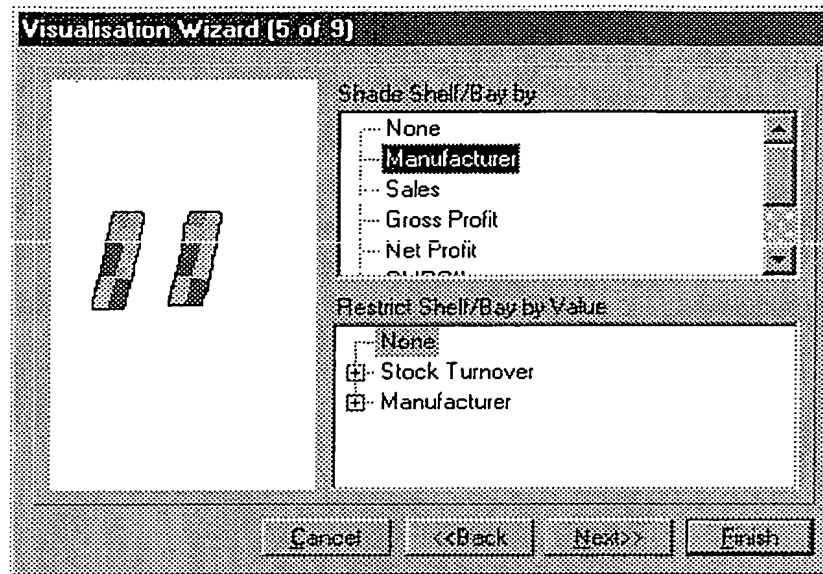 Visualisation Wizard (5 of 9)
Shade Shelf/Bay by
None
Manufacturer
Sales
Gross Profit
Net Profit
Restrict Shelf/Bay by Value
None
Stock Turnover
Manufacturer
Cancel <<Back Next>> Finish